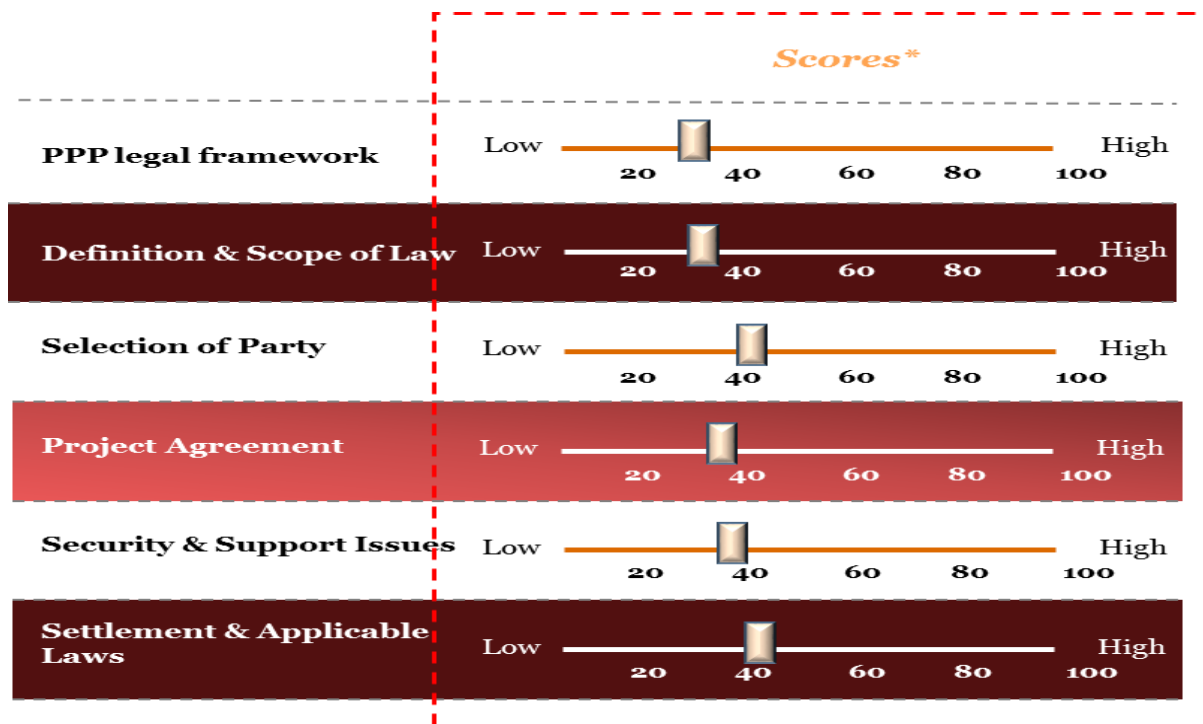 Scores*
PPP legal framework
Low High
20 40 60 80 100
Definition & Scope of Law
Low High
20 40 60 80 100
Selection of Party
Low High
20 40 60 80 100
Project Agreement
Low High
20 40 60 80 100
Security & Support Issues
Low High
20 40 60 80 100
Settlement & Applicable
Laws
Low High
20 40 60 80 100